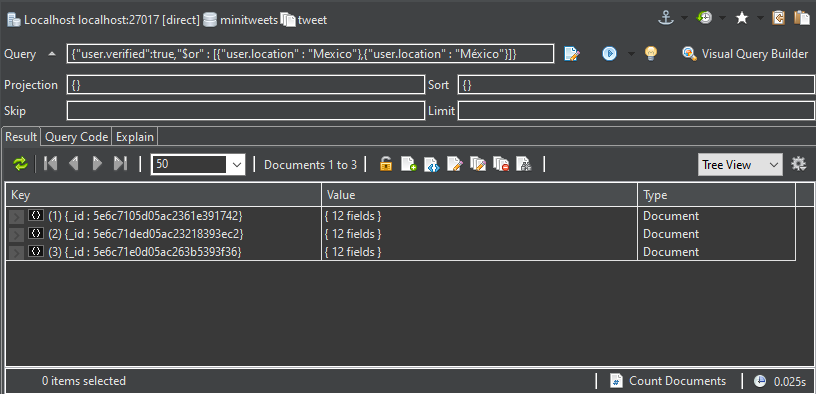 Localhost localhost:27017 [direct] minitweets tweet
Query {"user.verified":true,"$or" : [{"user.location" : "Mexico"},{"user.location" : "México"}]} Visual Query Builder
Projection {} Sort {}
Skip Limit
Result Query Code Explain
50 Documents 1 to 3 Tree View
Key Value Type
(1) {_id : 5e6c7105d05ac2361e391742} { 12 fields } Document
(2) {_id : 5e6c71ded05ac23218393ec2} { 12 fields } Document
(3) {_id : 5e6c71e0d05ac263b5393f36} { 12 fields } Document
0 items selected Count Documents 0.025s